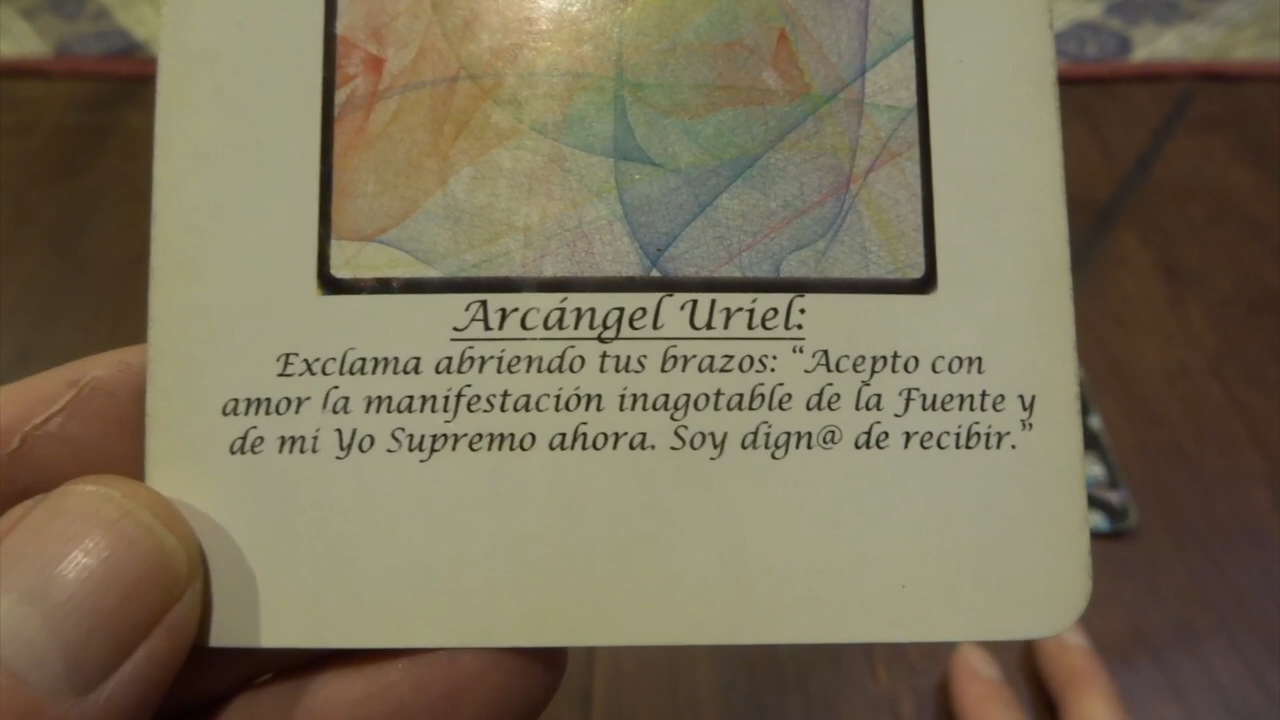 Arcángel Uriel:
Exclama abriendo tus brazos: “Acepto con
amor la manifestación inagotable de la Fuente y
de mi Yo Supremo ahora. Soy dign@ de recibir.”